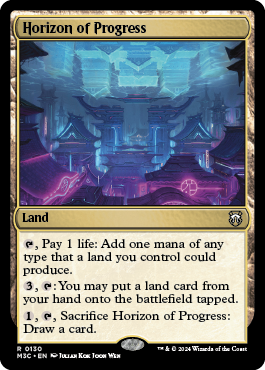 Horizon of Progress
Land
, Pay 1 life: Add one mana of any
type that a land you control could
produce.
3, : You may put a land card from
your hand onto the battlefield tapped.
1, , Sacrifice Horizon of Progress:
Draw a card.
R 0130
M3C • EN Julian Kok Joon Wen
™ & © 2024 Wizards of the Coast